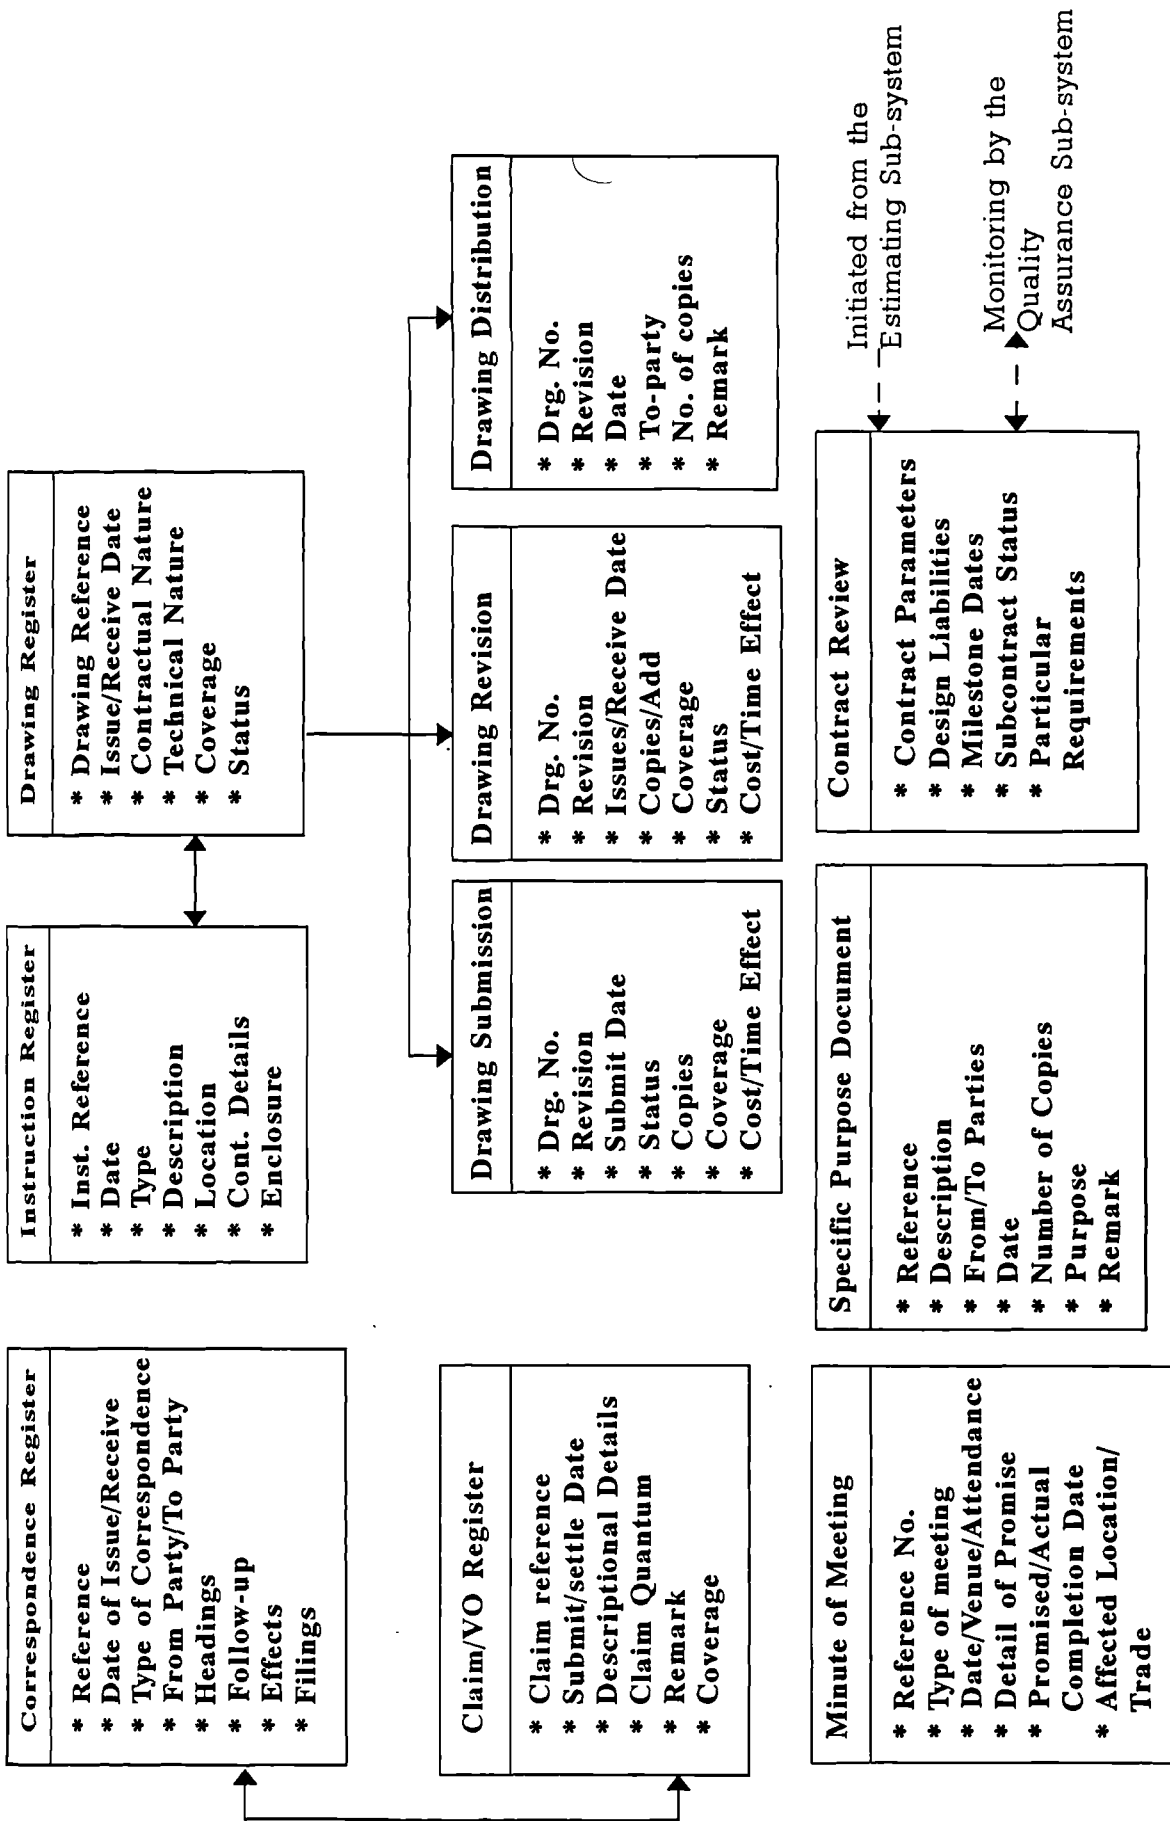 Correspondence Register
* Reference
* Date of Issue/Receive
* Type of Correspondence
* From Party/To Party
* Headings
* Follow-up
* Effects
* Filings
Instruction Register
* Inst. Reference
* Date
* Type
* Description
* Location
* Cont. Details
* Enclosure
Drawing Register
* Drawing Reference
* Issue/Receive Date
* Contractual Nature
* Technical Nature
* Coverage
* Status
Claim/VO Register
* Claim reference
* Submit/settle Date
* Descriptional Details
* Claim Quantum
* Remark
* Coverage
Drawing Submission
* Drg. No.
* Revision
* Submit Date
* Status
* Copies
* Coverage
* Cost/Time Effect
Drawing Revision
* Drg. No.
* Revision
* Issues/Receive Date
* Copies/Add
* Coverage
* Status
* Cost/Time Effect
Drawing Distribution
* Drg. No.
* Revision
* Date
* To-party
* No. of copies
* Remark
Minute of Meeting
* Reference No.
* Type of meeting
* Date/Venue/Attendance
* Detail of Promise
* Promised/Actual
Completion Date
* Affected Location/
Trade
Specific Purpose Document
* Reference
* Description
* From/To Parties
* Date
* Number of Copies
* Purpose
* Remark
Contract Review
* Contract Parameters
* Design Liabilities
* Milestone Dates
* Subcontract Status
* Particular
Requirements
Initiated from the
Estimating Sub-system
Monitoring by the
Quality
Assurance Sub-system